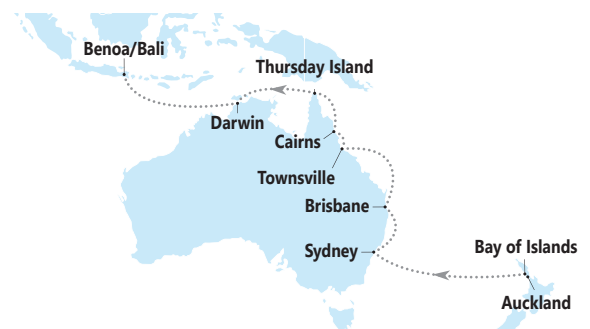 Benoa/Bali
Thursday Island
Darwin
Cairns
Townsville
Brisbane
Sydney
Bay of Islands
Auckland